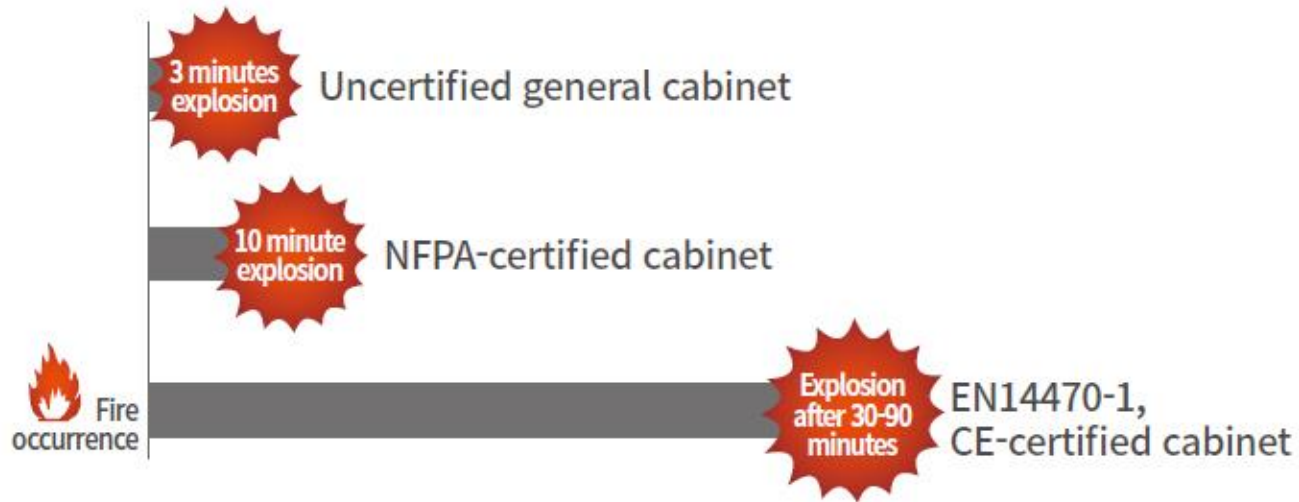 3 minutes
explosion
Uncertified general cabinet
10 minute
explosion
NFPA-certified cabinet
Fire
occurrence
Explosion
after 30-90
minutes
EN14470-1,
CE-certified cabinet